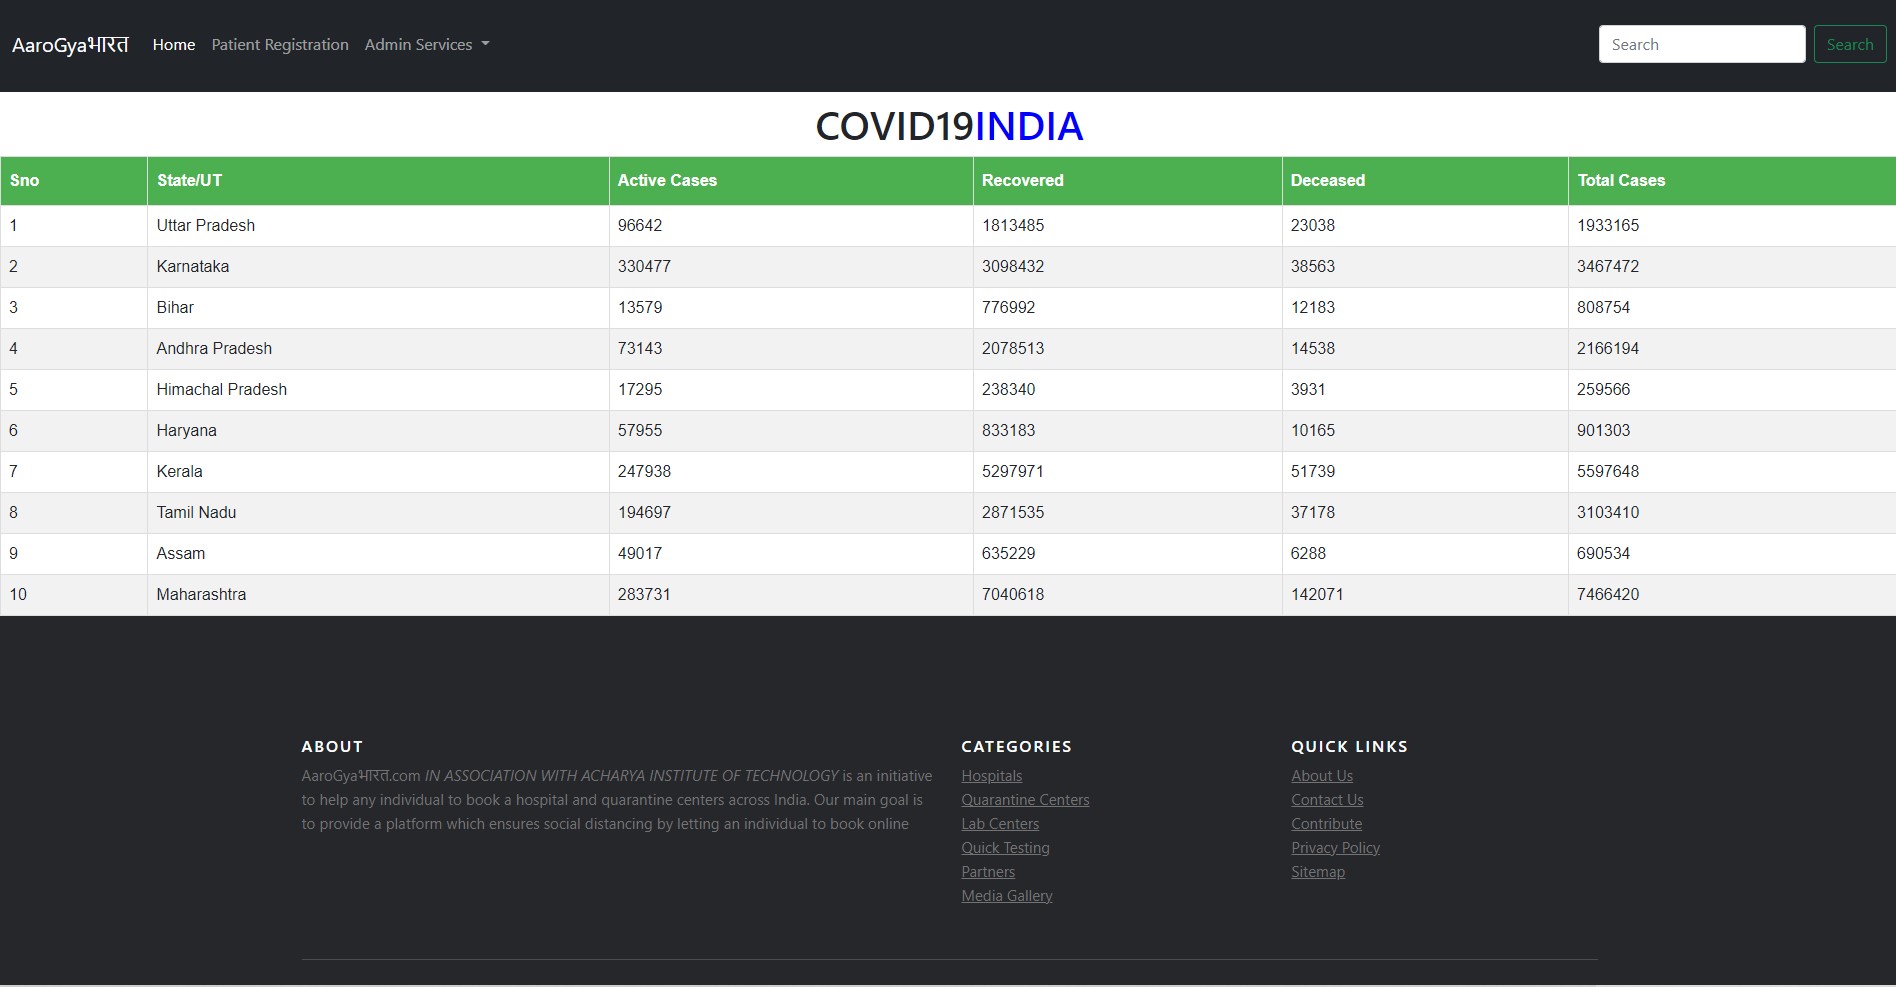 AaroGyaभारत Home Patient Registration Admin Services Search Search
COVID19INDIA
Sno State/UT Active Cases Recovered Deceased Total Cases
1 Uttar Pradesh 96642 1813485 23038 1933165
2 Karnataka 330477 3098432 38563 3467472
3 Bihar 13579 776992 12183 808754
4 Andhra Pradesh 73143 2078513 14538 2166194
5 Himachal Pradesh 17295 238340 3931 259566
6 Haryana 57955 833183 10165 901303
7 Kerala 247938 5297971 51739 5597648
8 Tamil Nadu 194697 2871535 37178 3103410
9 Assam 49017 635229 6288 690534
10 Maharashtra 283731 7040618 142071 7466420
ABOUT
AaroGyaभारत.com IN ASSOCIATION WITH ACHARYA INSTITUTE OF TECHNOLOGY is an initiative
to help any individual to book a hospital and quarantine centers across India. Our main goal is
to provide a platform which ensures social distancing by letting an individual to book online
CATEGORIES
Hospitals
Quarantine Centers
Lab Centers
Quick Testing
Partners
Media Gallery
QUICK LINKS
About Us
Contact Us
Contribute
Privacy Policy
Sitemap